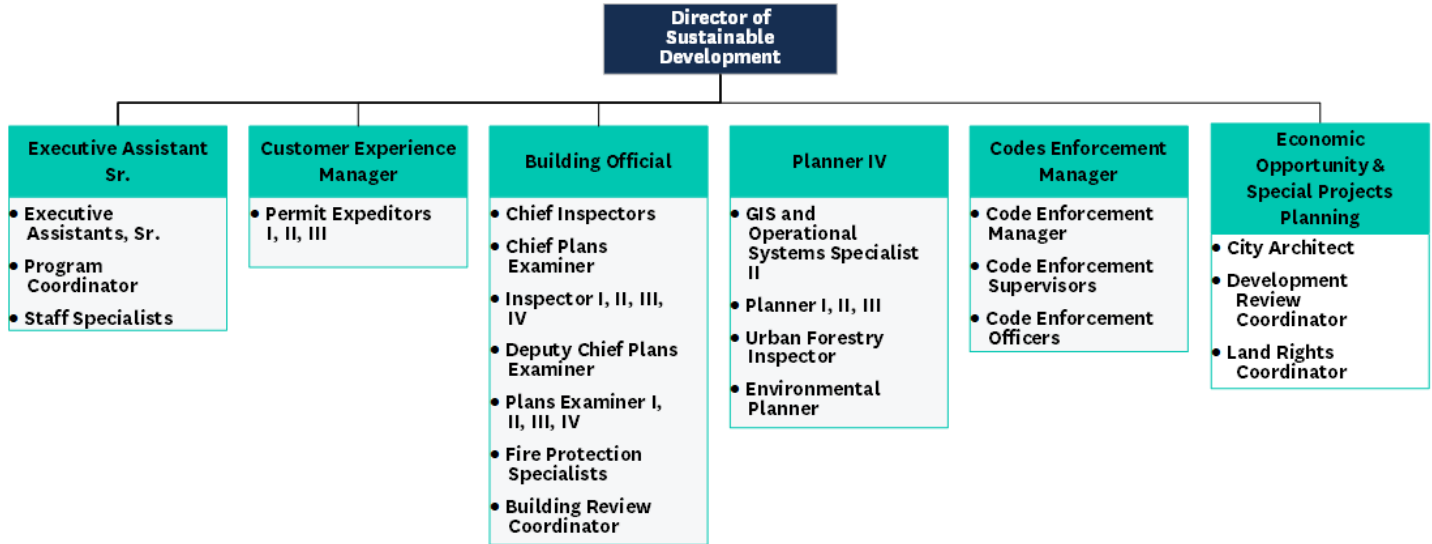 Director of
Sustainable
Development
Executive Assistant
Sr.
• Executive
Assistants, Sr.
• Program
Coordinator
• Staff Specialists
Customer Experience
Manager
• Permit Expeditors
I, II, III
Building Official
• Chief Inspectors
• Chief Plans
Examiner
• Inspector I, II, III,
IV
• Deputy Chief Plans
Examiner
• Plans Examiner I,
II, III, IV
• Fire Protection
Specialists
• Building Review
Coordinator
Planner IV
• GIS and
Operational
Systems Specialist
II
• Planner I, II, III
• Urban Forestry
Inspector
• Environmental
Planner
Codes Enforcement
Manager
• Code Enforcement
Manager
• Code Enforcement
Supervisors
• Code Enforcement
Officers
Economic
Opportunity &
Special Projects
Planning
• City Architect
• Development
Review
Coordinator
• Land Rights
Coordinator